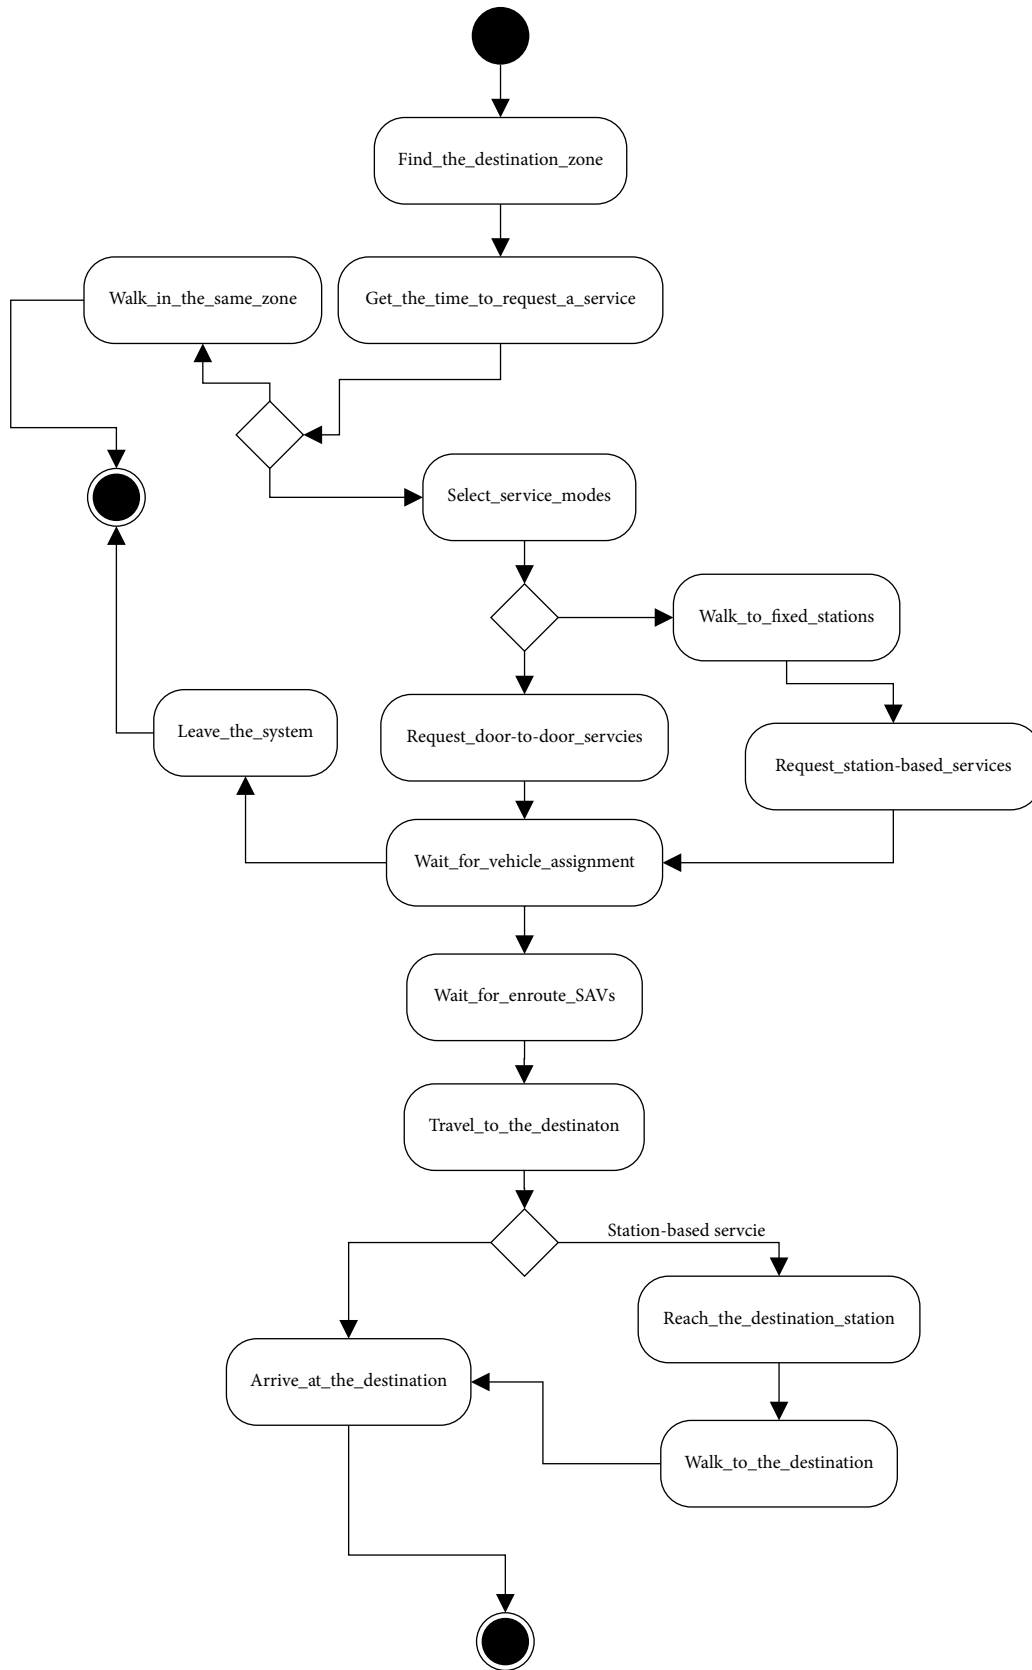 Find_the_destination_zone
Walk_in_the_same_zone
Get_the_time_to_request_a_service
Select_service_modes
Walk_to_fixed_stations
Leave_the_system
Request_door-to-door_servcies
Request_station-based_services
Wait_for_vehicle_assignment
Wait_for_enroute_SAVs
Travel_to_the_destinaton
Station-based servcie
Reach_the_destination_station
Arrive_at_the_destination
Walk_to_the_destination